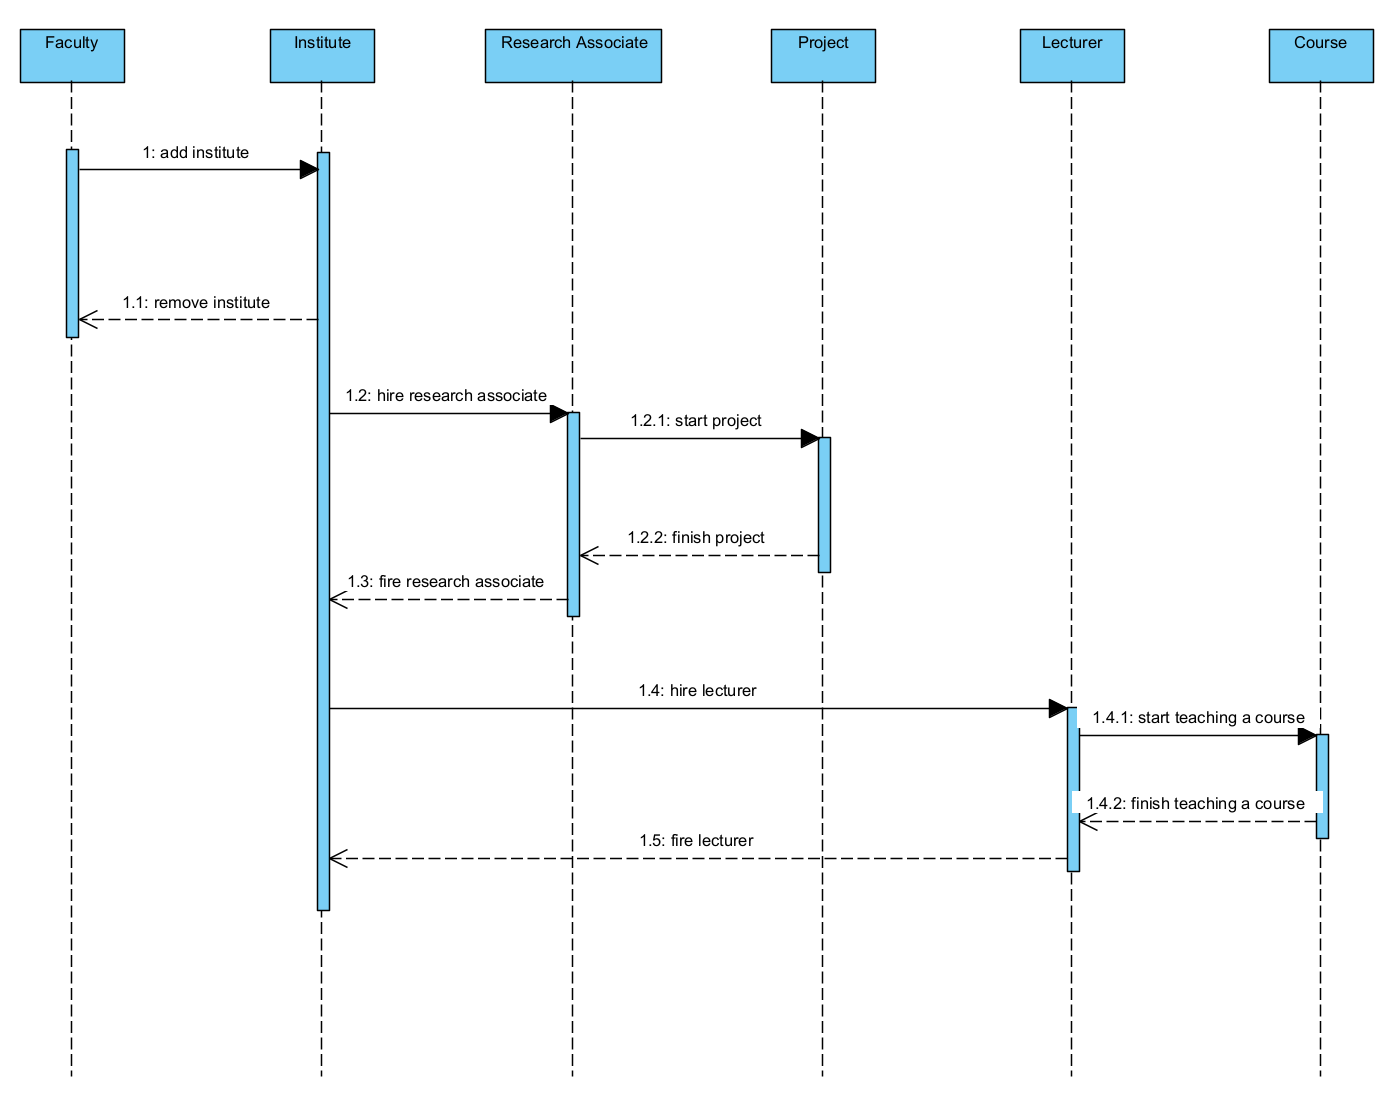 Faculty
Institute
Research Associate
Project
Lecturer
Course
1: add institute
1.1: remove institute
1.2: hire research associate
1.2.1: start project
1.2.2: finish project
1.3: fire research associate
1.4: hire lecturer
1.4.1: start teaching a course
1.4.2: finish teaching a course
1.5: fire lecturer